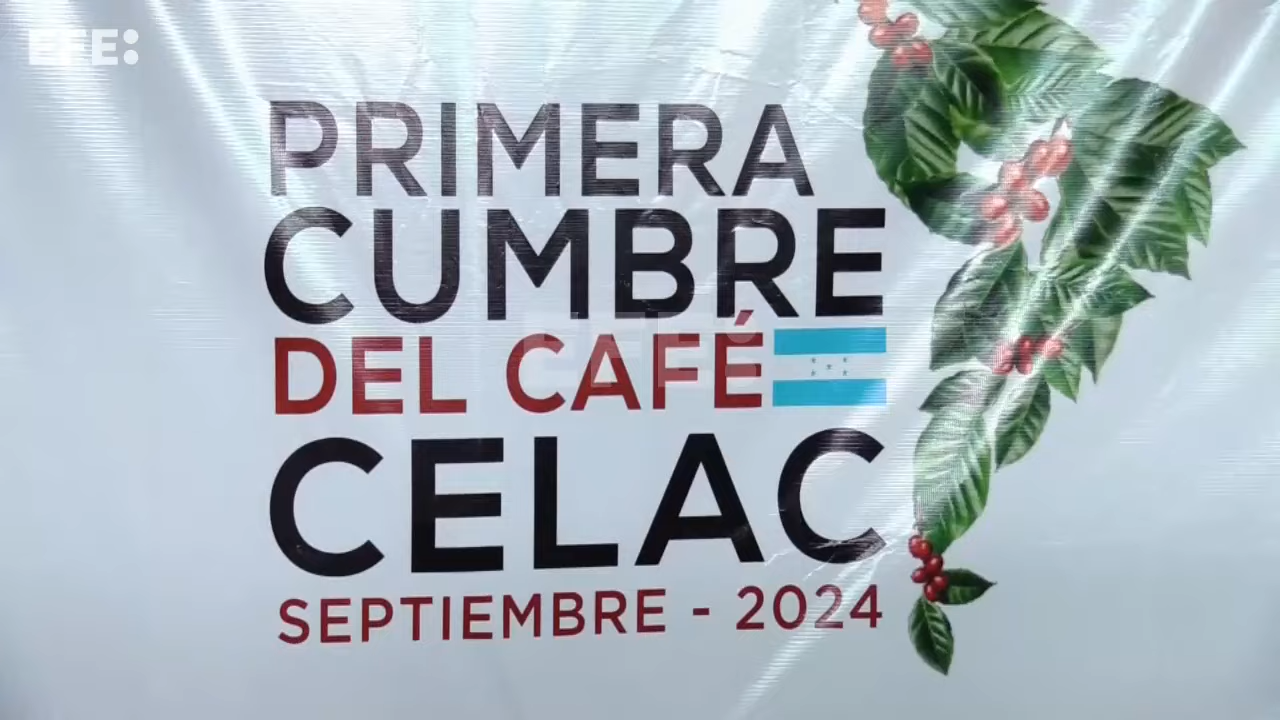 EFE:
PRIMERA
CUMBRE
DEL CAFÉ
CELAC
SEPTIEMBRE - 2024